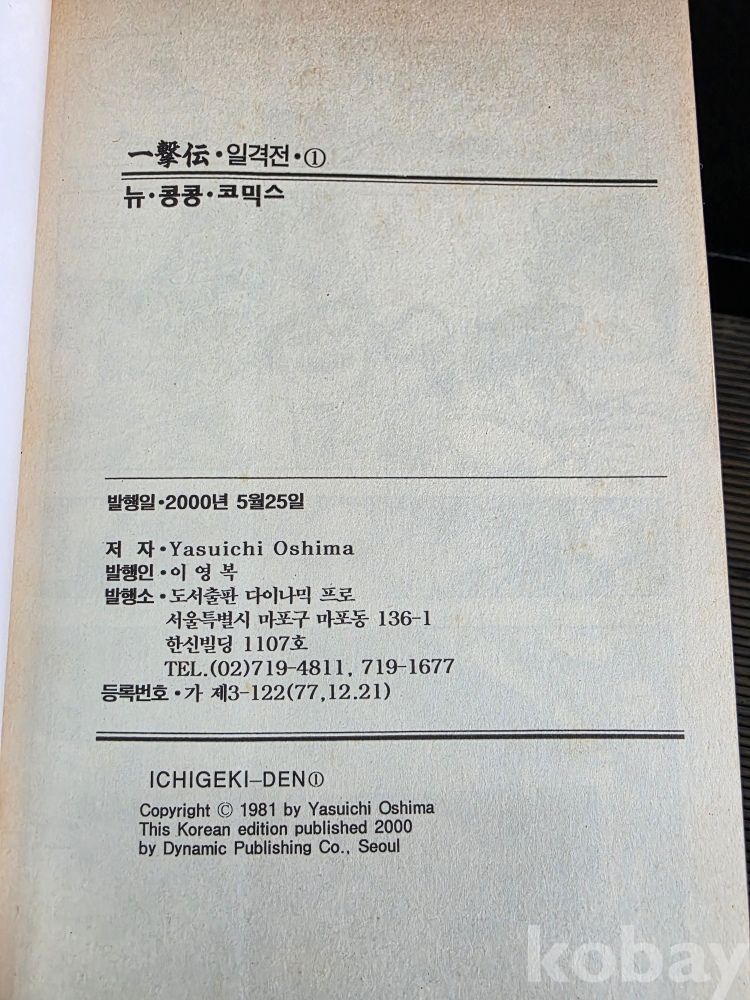 一撃伝・일격전・①
뉴・콩콩・코믹스
발행일・2000년 5월25일
저 자・Yasuichi Oshima
발행인・이 영 복
발행소・도서출판 다이나믹 프로
서울특별시 마포구 마포동 136-1
한신빌딩 1107호
TEL.(02)719-4811, 719-1677
등록번호・가 제3-122(77,12.21)
ICHIGEKI-DEN①
Copyright © 1981 by Yasuichi Oshima
This Korean edition published 2000
by Dynamic Publishing Co., Seoul
kobay